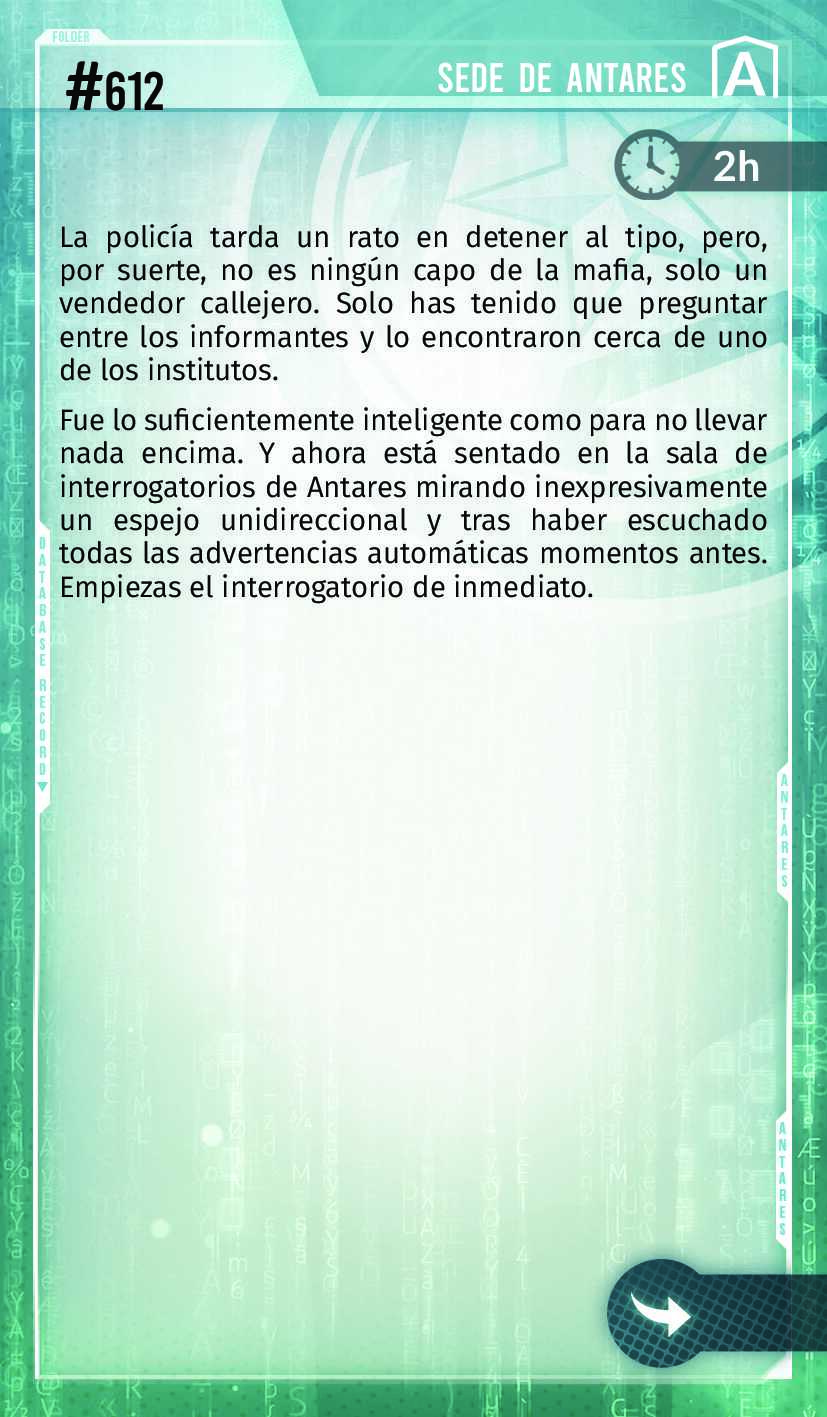 FOLDER
#612
SEDE DE ANTARES
A
2h
La policía tarda un rato en detener al tipo, pero,
por suerte, no es ningún capo de la mafia, solo un
vendedor callejero. Solo has tenido que preguntar
entre los informantes y lo encontraron cerca de uno
de los institutos.
Fue lo suficientemente inteligente como para no llevar
nada encima. Y ahora está sentado en la sala de
interrogatorios de Antares mirando inexpresivamente
un espejo unidireccional y tras haber escuchado
todas las advertencias automáticas momentos antes.
Empiezas el interrogatorio de inmediato.
DATABASE RECORD
ANTARES
ANTARES